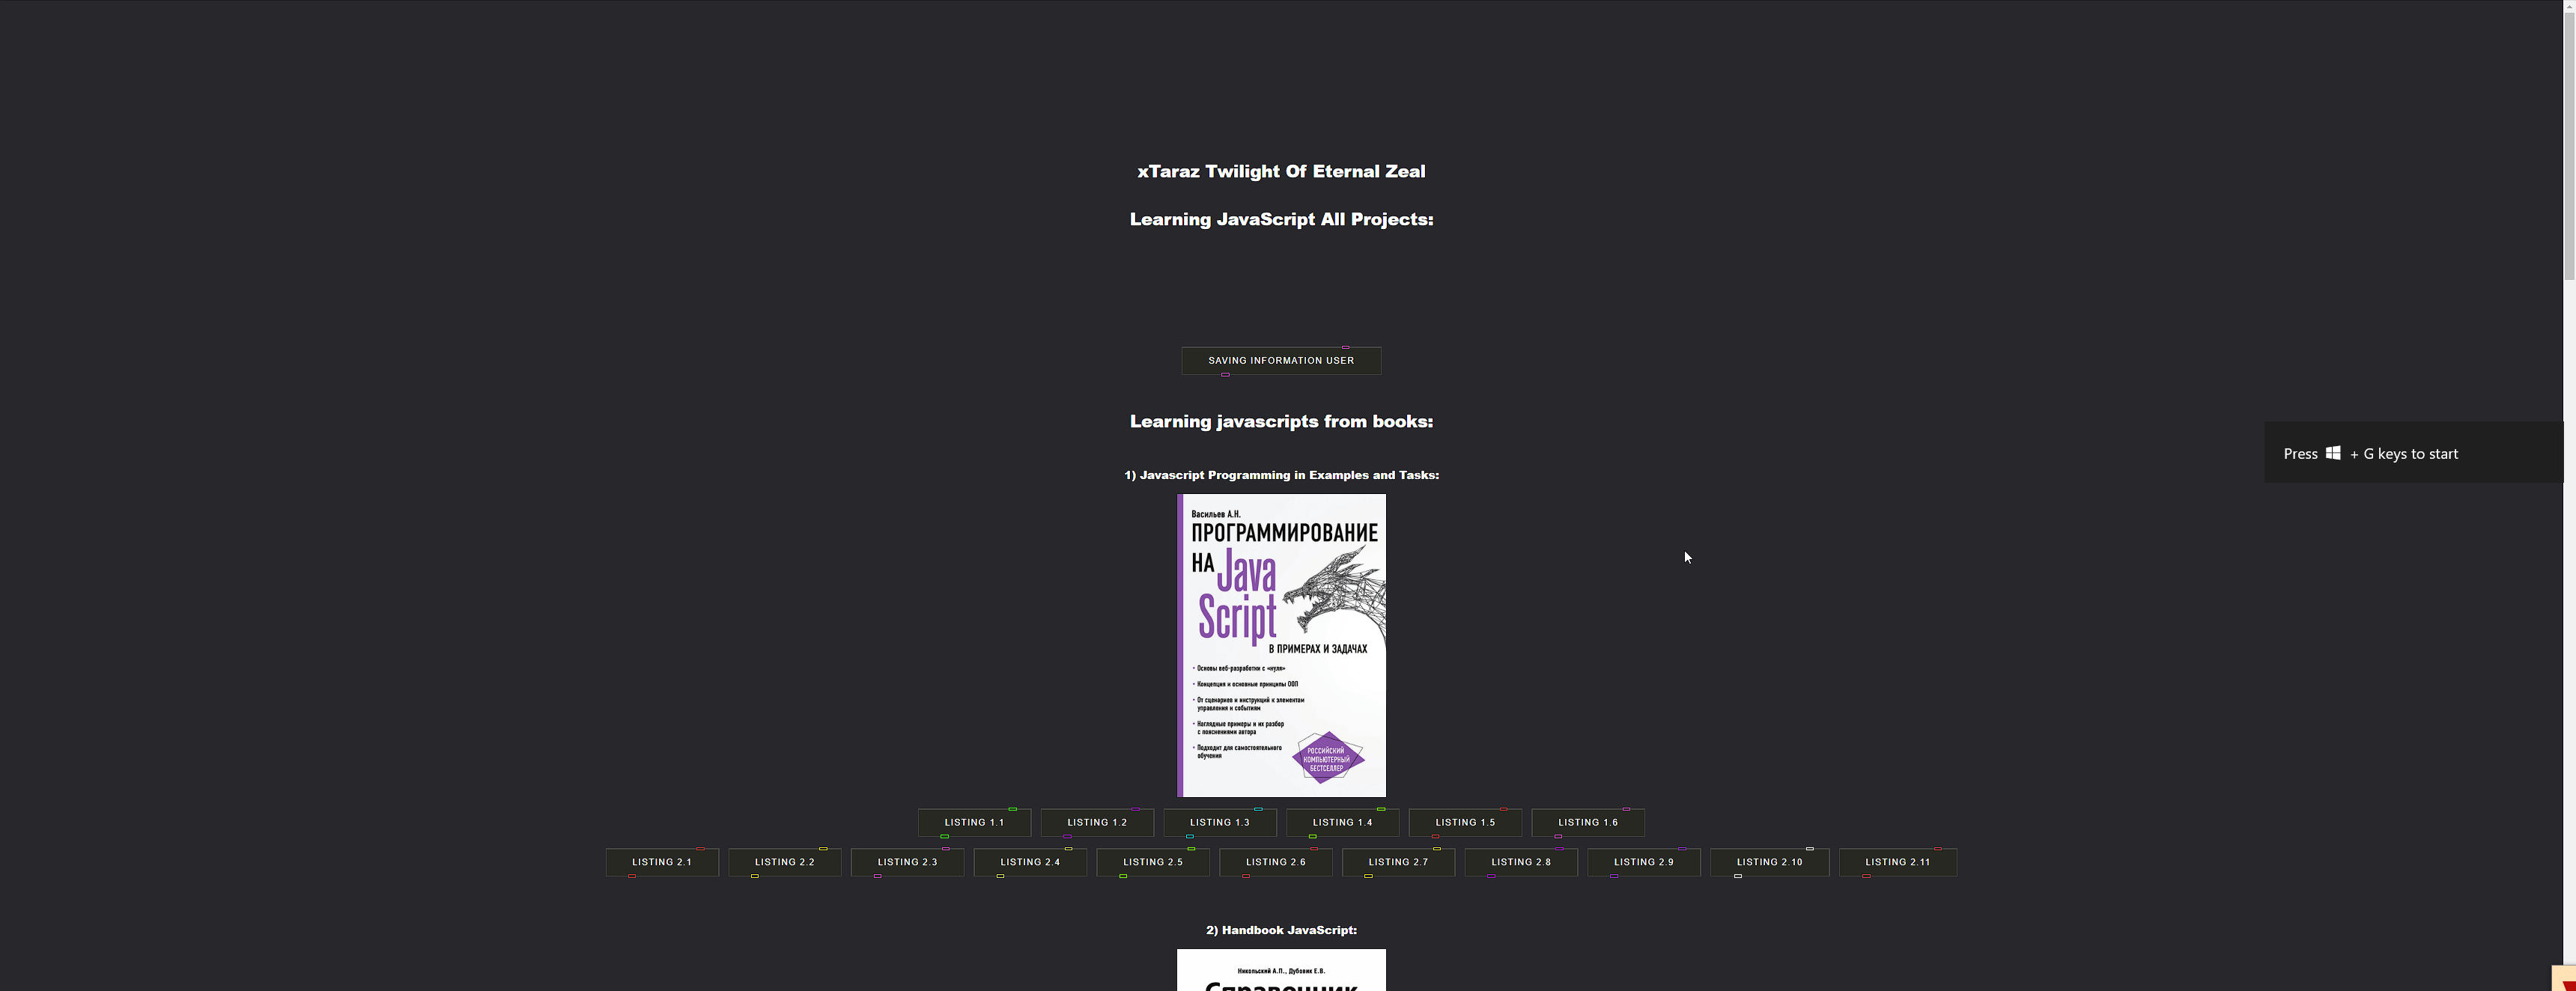 xTaraz Twilight Of Eternal Zeal
Learning JavaScript All Projects:
SAVING INFORMATION USER
Learning javascripts from books:
Press + G keys to start
1) Javascript Programming in Examples and Tasks:
Васильев А.Н.
ПРОГРАММИРОВАНИЕ
НА Java
Script
В ПРИМЕРАХ И ЗАДАЧАХ
• Основы веб-разработки с «нуля»
• Концепция и основные принципы ООП
• От сценариев и инструкций к элементам
управления и событиям
• Наглядные примеры и их разбор
с пояснениями автора
• Подходит для самостоятельного
обучения
РОССИЙСКИЙ
КОМПЬЮТЕРНЫЙ
БЕСТСЕЛЛЕР
LISTING 1.1 LISTING 1.2 LISTING 1.3 LISTING 1.4 LISTING 1.5 LISTING 1.6
LISTING 2.1 LISTING 2.2 LISTING 2.3 LISTING 2.4 LISTING 2.5 LISTING 2.6 LISTING 2.7 LISTING 2.8 LISTING 2.9 LISTING 2.10 LISTING 2.11
2) Handbook JavaScript:
Никольский А.П., Дубовик Е.В.
Справочник